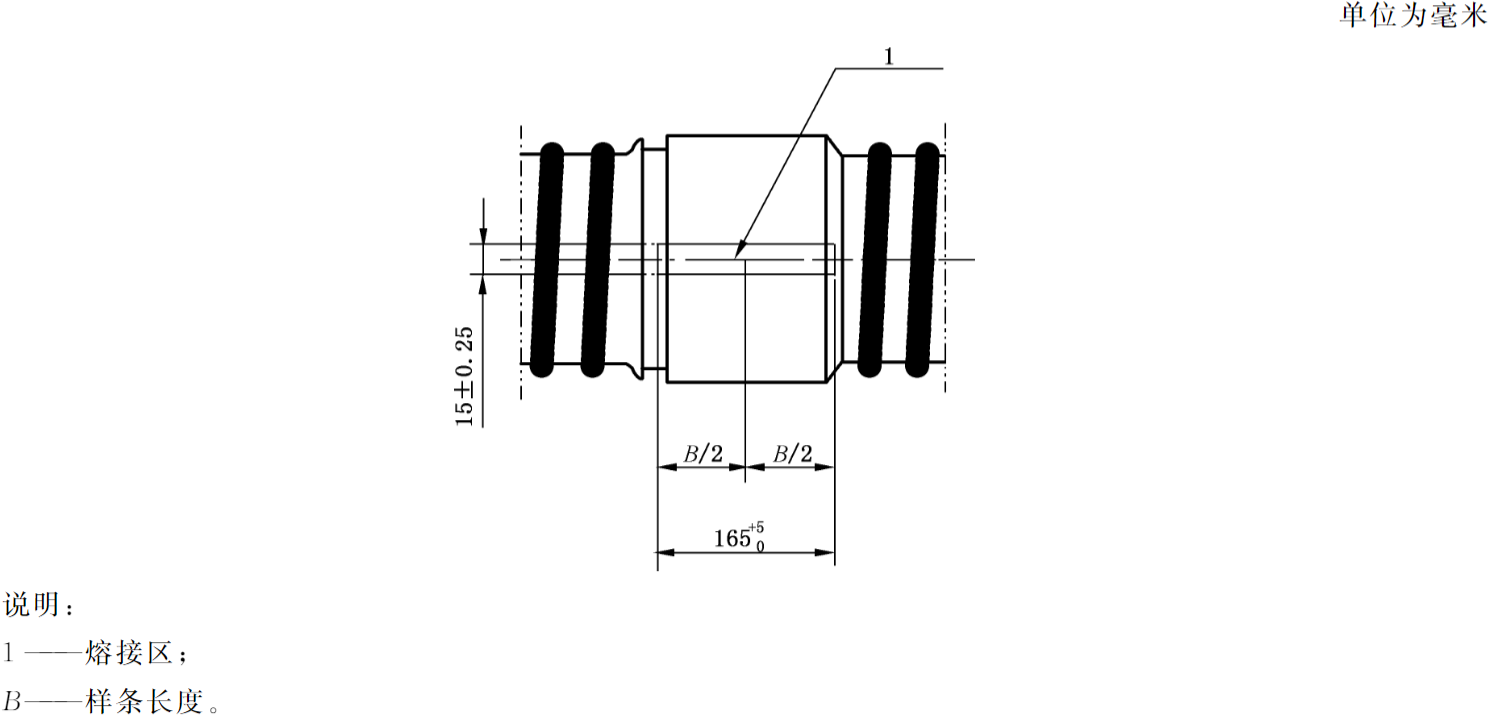 单位为毫米
1
15±0.25
B/2 B/2
165+5 0
说明：
1——熔接区；
B——样条长度。